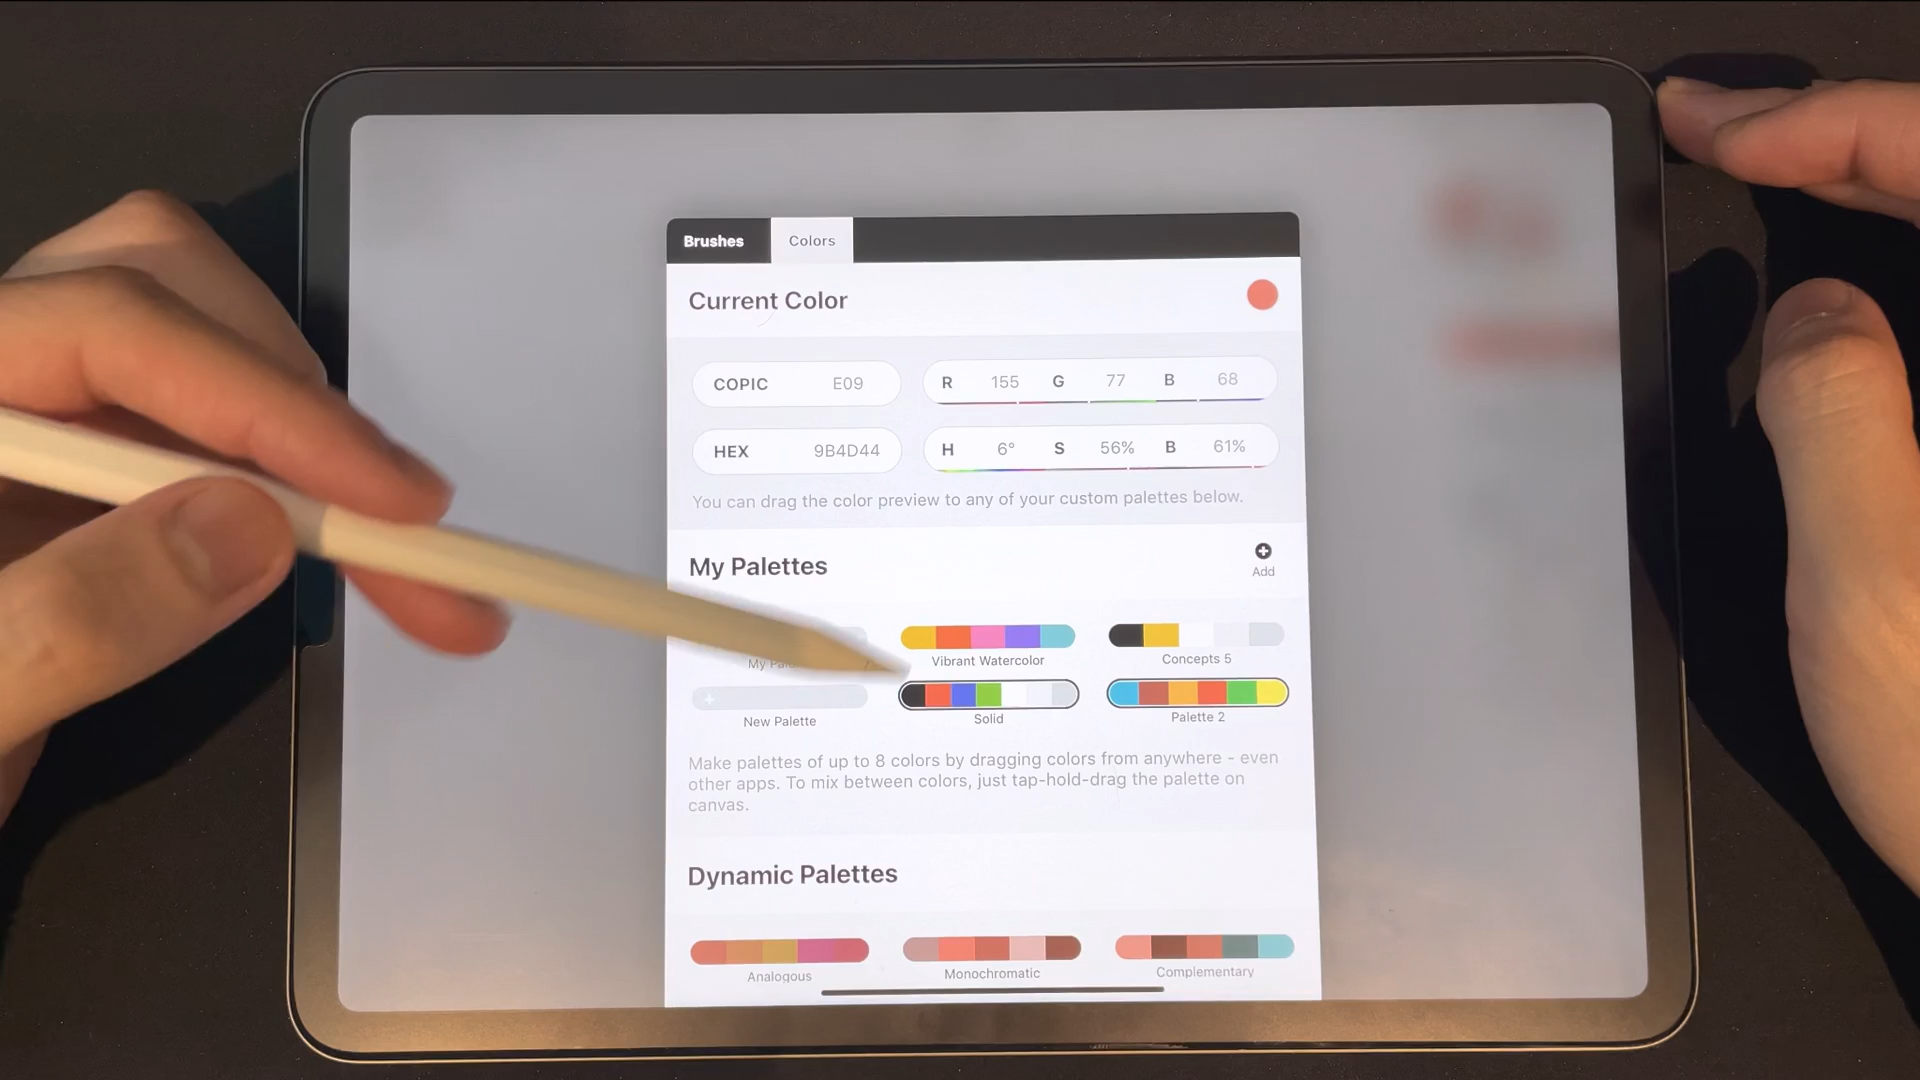 Brushes Colors
Current Color
COPIC E09 R 155 G 77 B 68
HEX 9B4D44 H 6° S 56% B 61%
You can drag the color preview to any of your custom palettes below.
My Palettes
Add
My Vibrant Watercolor Concepts 5
New Palette Solid Palette 2
Make palettes of up to 8 colors by dragging colors from anywhere - even
other apps. To mix between colors, just tap-hold-drag the palette on
canvas.
Dynamic Palettes
Analogous Monochromatic Complementary